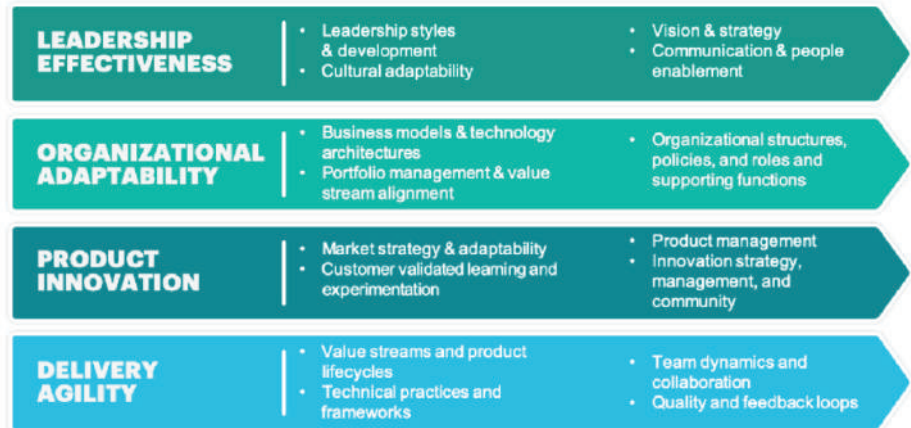 LEADERSHIP
EFFECTIVENESS
• Leadership styles
& development
• Cultural adaptability
• Vision & strategy
• Communication & people
enablement
ORGANIZATIONAL
ADAPTABILITY
• Business models & technology
architectures
• Portfolio management & value
stream alignment
• Organizational structures,
policies, and roles and
supporting functions
PRODUCT
INNOVATION
• Market strategy & adaptability
• Customer validated learning and
experimentation
• Product management
• Innovation strategy,
management, and
community
DELIVERY
AGILITY
• Value streams and product
lifecycles
• Technical practices and
frameworks
• Team dynamics and
collaboration
• Quality and feedback loops